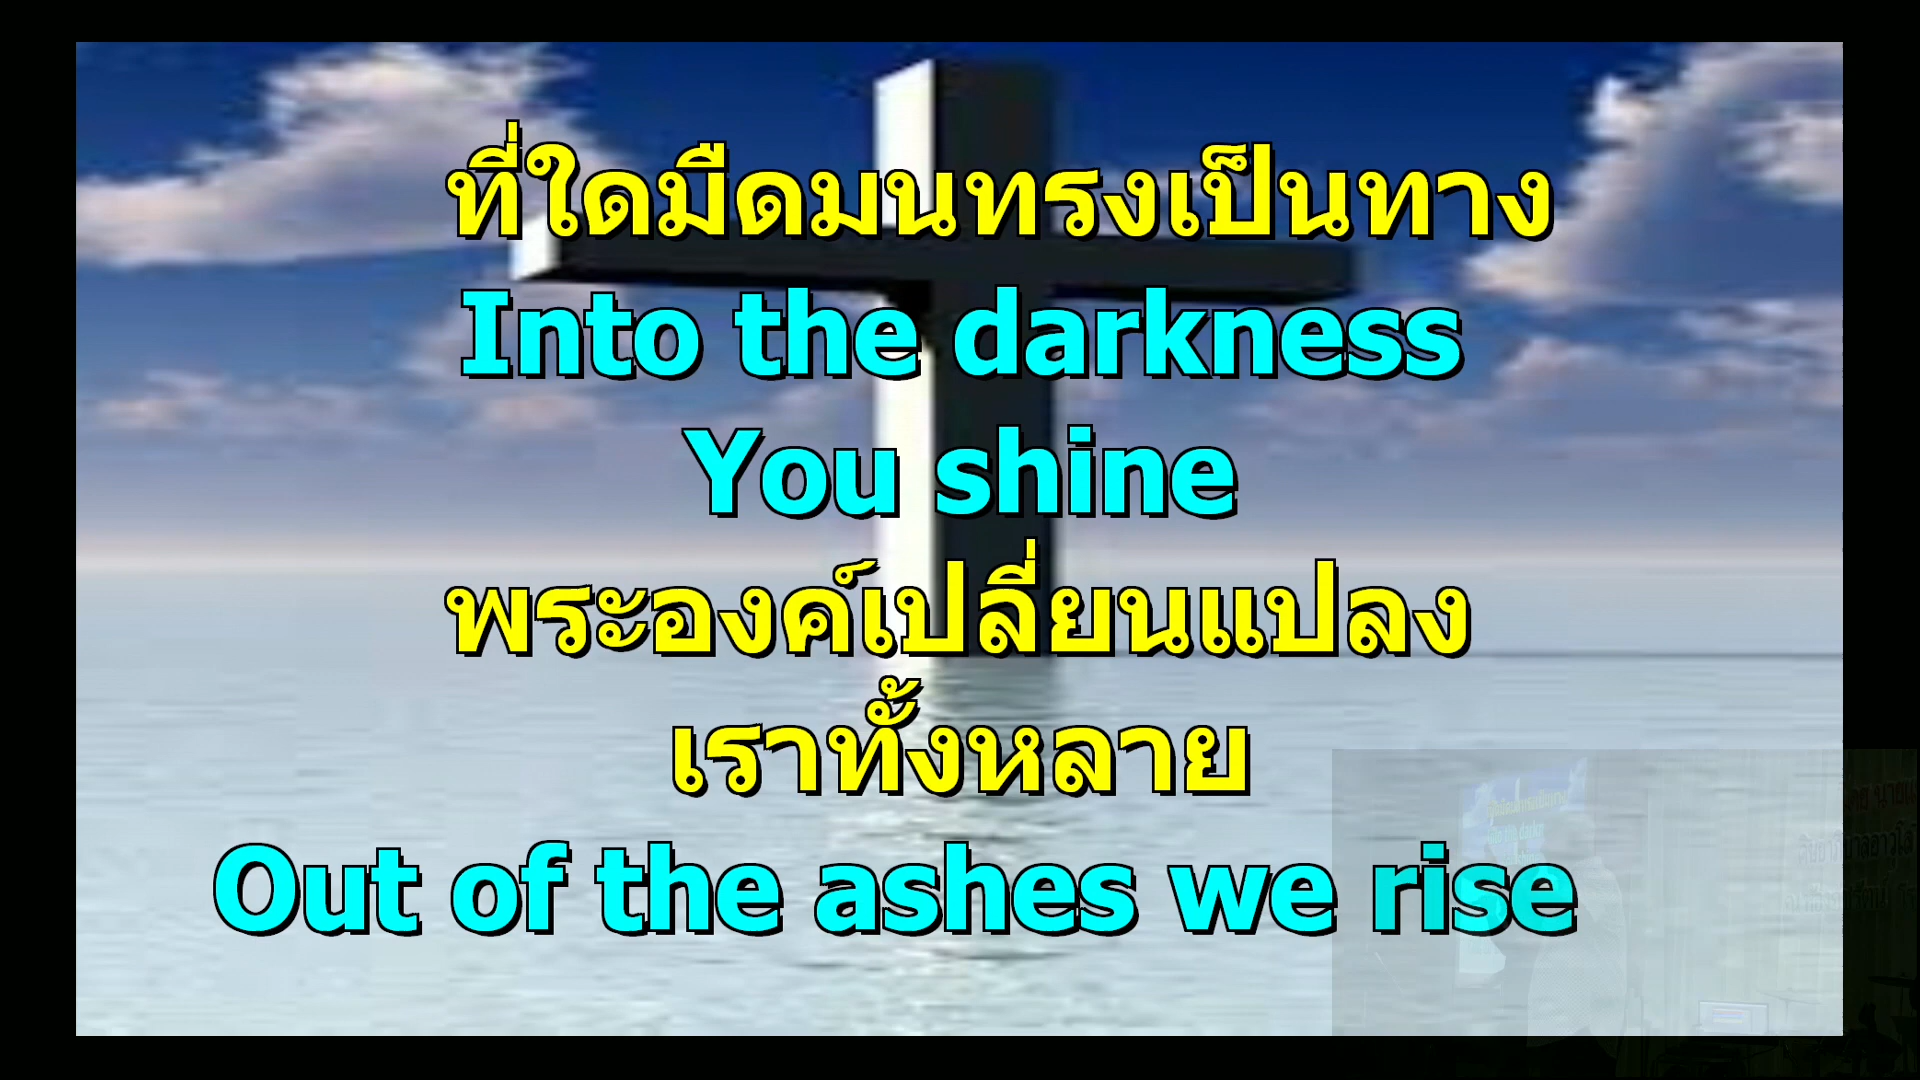 ที่ใดมืดมนทรงเป็นทาง
Into the darkness
You shine
พระองค์เปลี่ยนแปลง
เราทั้งหลาย
Out of the ashes we rise